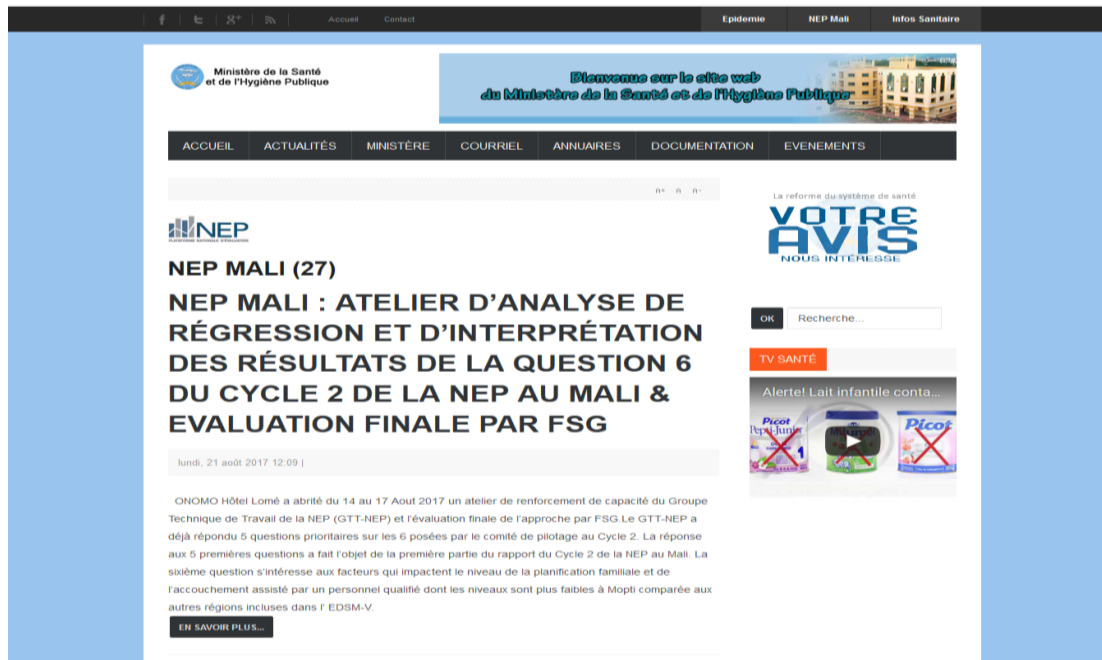 Accueil Contact Epidemie NEP Mali Infos Sanitaire
Ministère de la Santé
et de l'Hygiène Publique
Bienvenue sur le site web
du Ministère de la Santé et de l'Hygiène Publique
ACCUEIL ACTUALITÉS MINISTÈRE COURRIEL ANNUAIRES DOCUMENTATION EVENEMENTS
A+ A A-
NEP
PLATEFORME NATIONALE D'ÉVALUATION
NEP MALI (27)
NEP MALI : ATELIER D’ANALYSE DE
RÉGRESSION ET D’INTERPRÉTATION
DES RÉSULTATS DE LA QUESTION 6
DU CYCLE 2 DE LA NEP AU MALI &
EVALUATION FINALE PAR FSG
lundi, 21 août 2017 12:09 |
ONOMO Hôtel Lomé a abrité du 14 au 17 Aout 2017 un atelier de renforcement de capacité du Groupe
Technique de Travail de la NEP (GTT-NEP) et l’évaluation finale de l’approche par FSG.Le GTT-NEP a
déjà répondu 5 questions prioritaires sur les 6 posées par le comité de pilotage au Cycle 2. La réponse
aux 5 premières questions a fait l’objet de la première partie du rapport du Cycle 2 de la NEP au Mali. La
sixième question s’intéresse aux facteurs qui impactent le niveau de la planification familiale et de
l’accouchement assisté par un personnel qualifié dont les niveaux sont plus faibles à Mopti comparée aux
autres régions incluses dans l’ EDSM-V.
EN SAVOIR PLUS...
La reforme du système de santé
VOTRE
AVIS
NOUS INTÉRESSE
OK Recherche...
TV SANTÉ
Alerte! Lait infantile conta...
Picot
Pepti-Junior
1
Picot